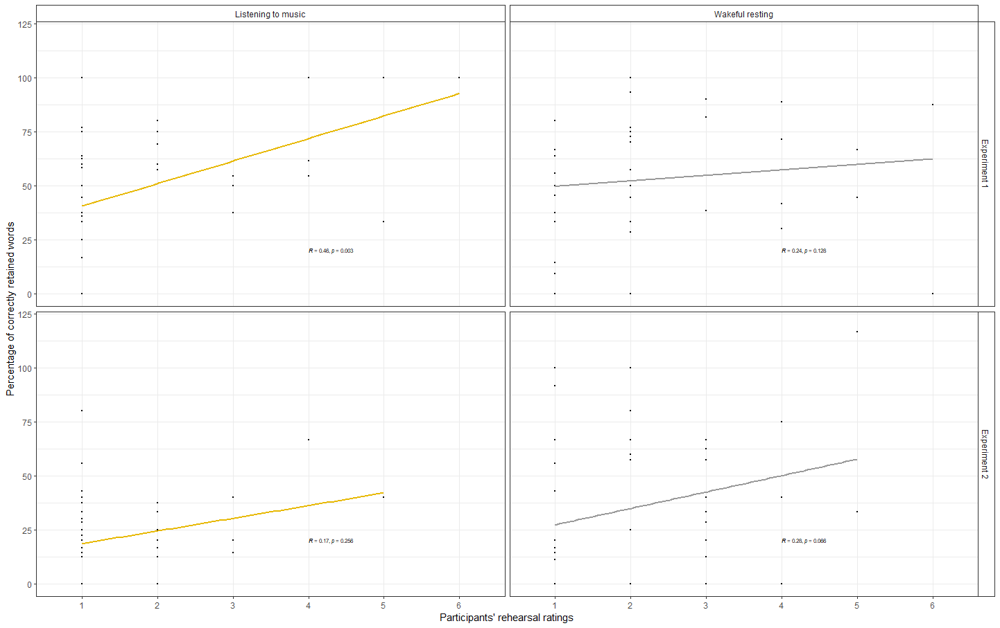 Listening to music
Wakeful resting
125
100
75
50
25
0
R = 0.46, p = 0.003
R = 0.24, p = 0.128
Experiment 1
Percentage of correctly retained words
125
100
75
50
25
0
R = 0.17, p = 0.256
R = 0.28, p = 0.066
Experiment 2
1 2 3 4 5 6
1 2 3 4 5 6
Participants' rehearsal ratings